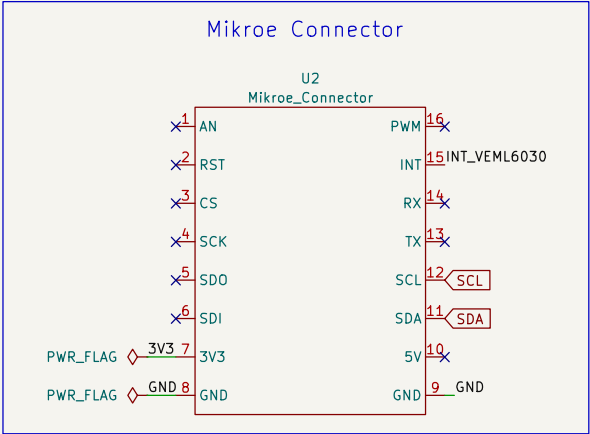 Mikroe Connector
U2
Mikroe_Connector
1 AN PWM 16
2 RST INT 15 INT_VEML6030
3 CS RX 14
4 SCK TX 13
5 SDO SCL 12 SCL
6 SDI SDA 11 SDA
PWR_FLAG 3V3 7 3V3 5V 10
PWR_FLAG GND 8 GND GND 9 GND